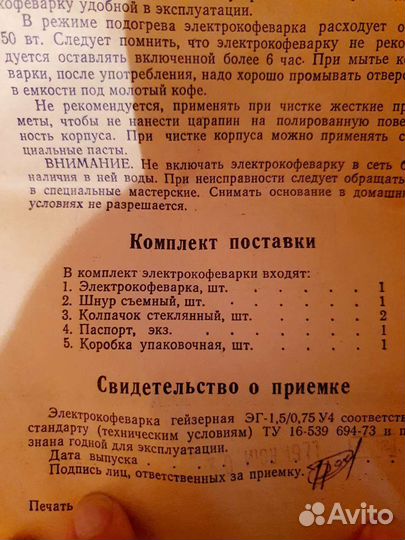 кофеварку удобной в эксплуатации.
В режиме подогрева электрокофеварка расходует о
50 вт. Следует помнить, что электрокофеварку не реко
дуется оставлять включенной более 6 час. При мытье к
варки, после употребления, надо хорошо промывать отверс
в емкости под молотый кофе.
Не рекомендуется, применять при чистке жесткие пр
меты, чтобы не нанести царапин на полированную пове
ность корпуса. При чистке корпуса можно применять с
циальные пасты.
ВНИМАНИЕ. Не включать электрокофеварку в сеть б
наличия в ней воды. При неисправности следует обращать
в специальные мастерские. Снимать основание в домашн
условиях не разрешается.
Комплект поставки
В комплект электрокофеварки входят:
1. Электрокофеварка, шт. . . . . 1
2. Шнур съемный, шт. . . . . . 1
3. Колпачок стеклянный, шт. . . . . 2
4. Паспорт, экз. . . . . . . 1
5. Коробка упаковочная, шт. . . . . 1
Свидетельство о приемке
Электрокофеварка гейзерная ЭГ-1,5/0,75 У4 соответств
стандарту (техническим условиям) ТУ 16-539 694-73 и п
знана годной для эксплуатации.
Дата выпуска . . 1977
Подпись лиц, ответственных за приемку.
Печать
Avito